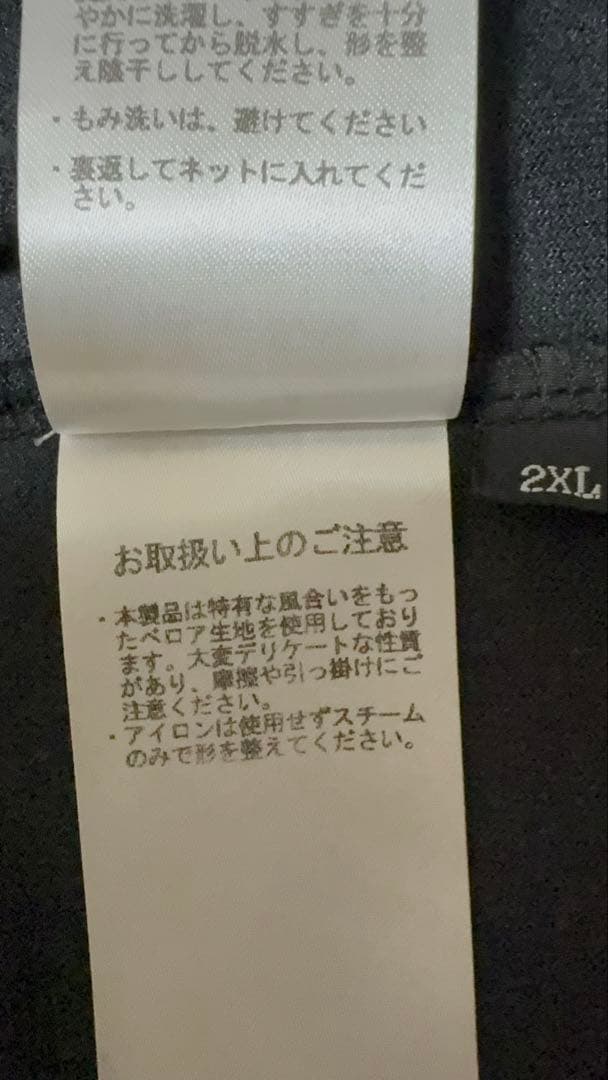 やかに洗濯し、すすぎを十分
に行ってから脱水し、形を整
え陰干ししてください。
・もみ洗いは、避けてください
・裏返してネットに入れてくだ
さい。
2XL
お取扱い上のご注意
・本製品は特有な風合いをもっ
たベロア生地を使用しており
ます。大変デリケートな性質
があり、摩擦や引っ掛けにご
注意ください。
・アイロンは使用せずスチーム
のみで形を整えてください。